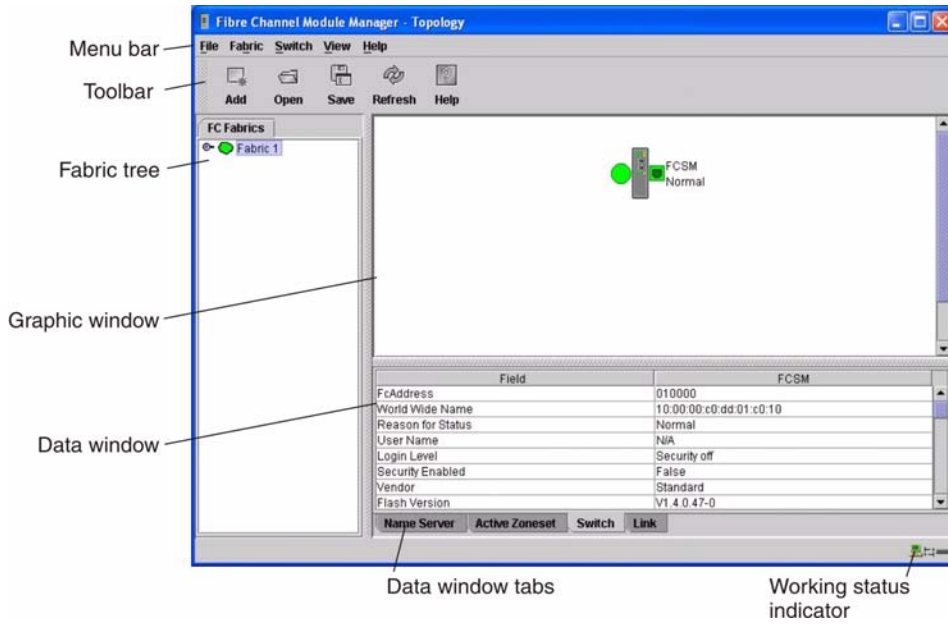 Fibre Channel Module Manager - Topology
Menu bar
File Fabric Switch View Help
Toolbar
Add Open Save Refresh Help
FC Fabrics
Fabric tree
Fabric 1
FCSM
Normal
Graphic window
Field FCSM
FcAddress 010000
World Wide Name 10:00:00:c0:dd:01:c0:10
Reason for Status Normal
User Name N/A
Data window
Login Level Security off
Security Enabled False
Vendor Standard
Flash Version V1.4.0.47-0
Name Server Active Zoneset Switch Link
Data window tabs
Working status
indicator